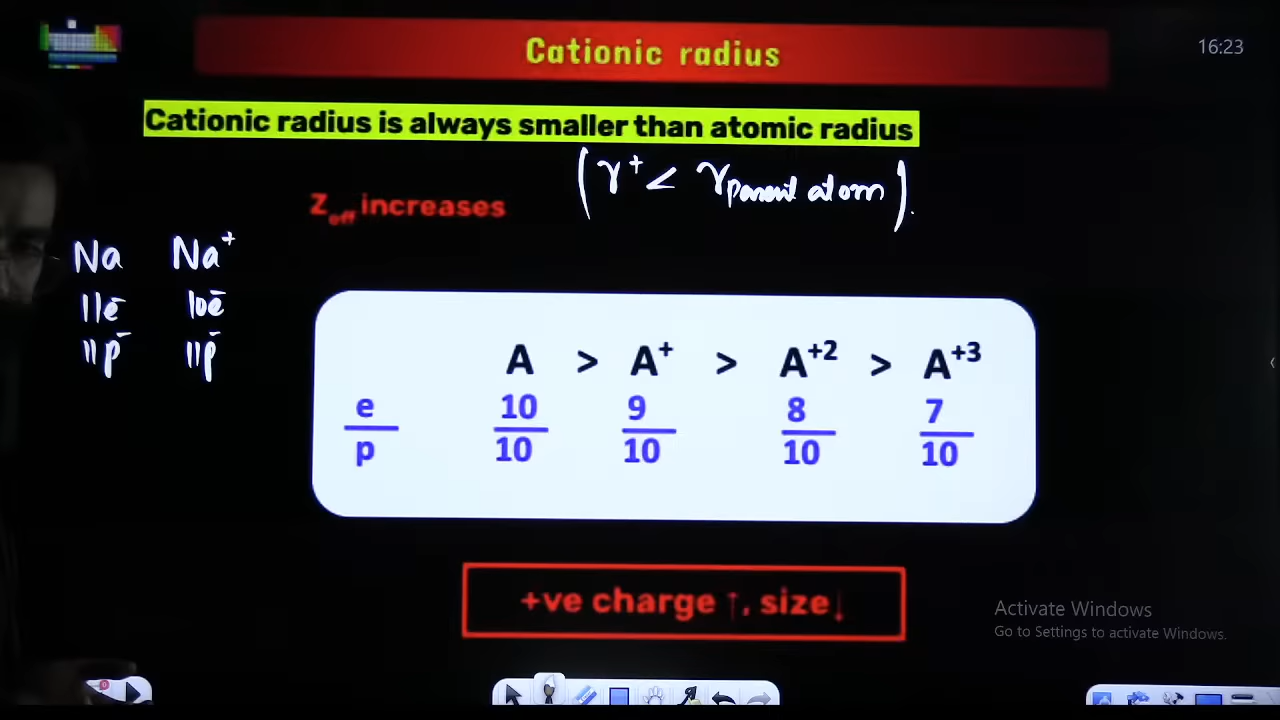 Cationic radius
16:23
Cationic radius is always smaller than atomic radius
(r⁺ < r parent atom).
Z eff increases
Na Na⁺
11e̅ 10e̅
11p̅ 11p̅
A > A⁺ > A⁺² > A⁺³
e 10 9 8 7
p 10 10 10 10
+ve charge ↑, size↓
Activate Windows
Go to Settings to activate Windows.